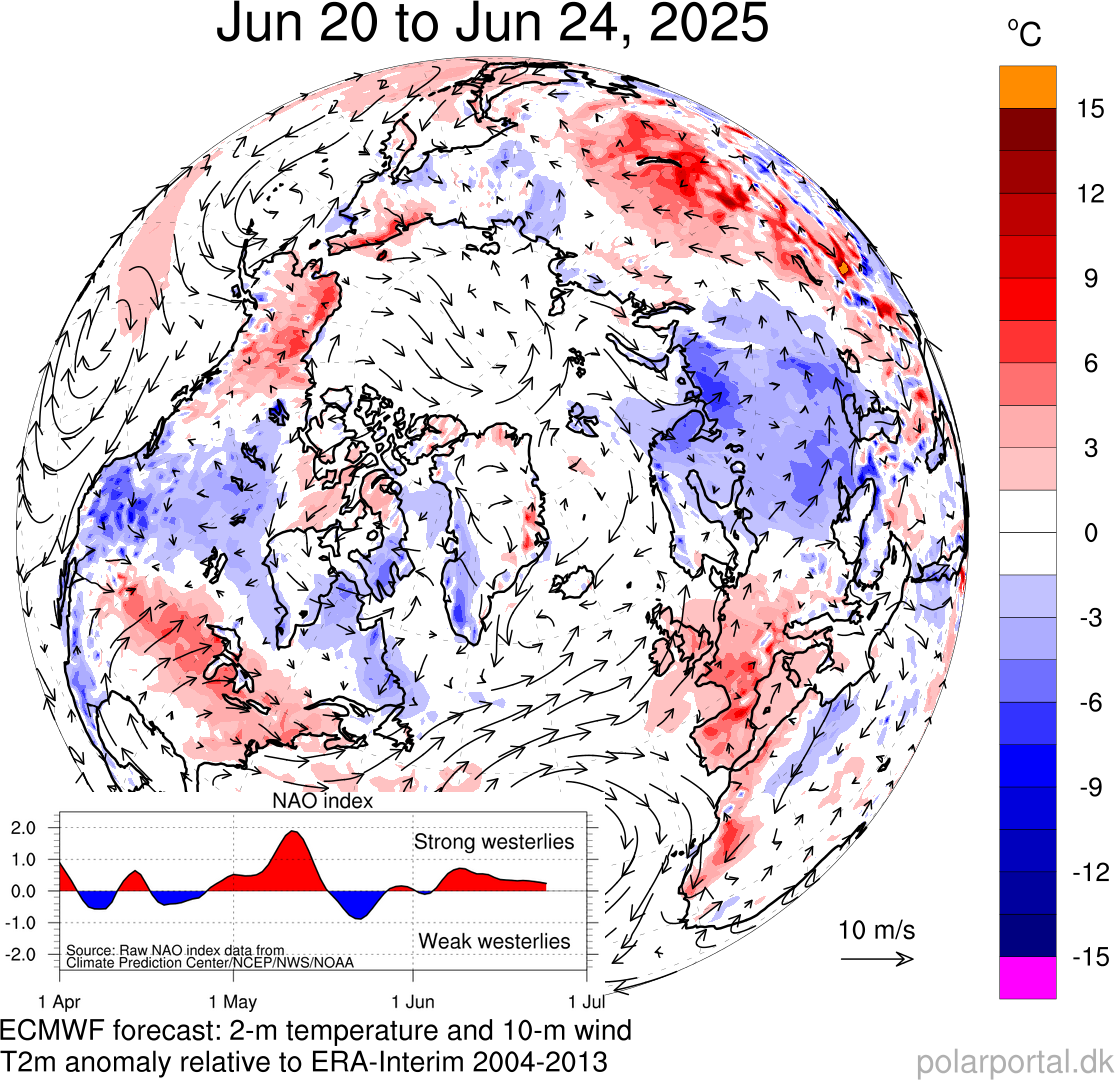 Jun 20 to Jun 24, 2025
°C
15
12
9
6
3
0
-3
-6
-9
-12
-15
10 m/s
NAO index
2.0
1.0
0.0
-1.0
-2.0
Strong westerlies
Weak westerlies
Source: Raw NAO index data from
Climate Prediction Center/NCEP/NWS/NOAA
1 Apr
1 May
1 Jun
1 Jul
ECMWF forecast: 2-m temperature and 10-m wind
T2m anomaly relative to ERA-Interim 2004-2013
polarportal.dk